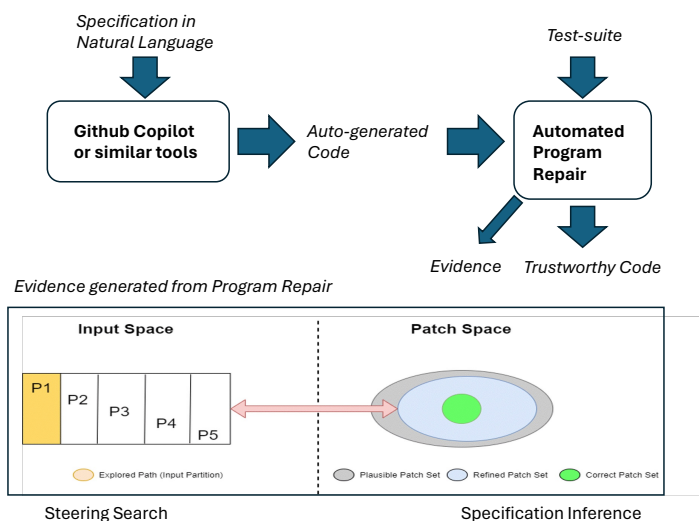 Specification in
Natural Language
Test-suite
Github Copilot
or similar tools
Auto-generated
Code
Automated
Program
Repair
Evidence
Trustworthy Code
Evidence generated from Program Repair
Input Space
Patch Space
P1
P2
P3
P4
P5
Explored Path (Input Partition)
Plausible Patch Set
Refined Patch Set
Correct Patch Set
Steering Search
Specification Inference